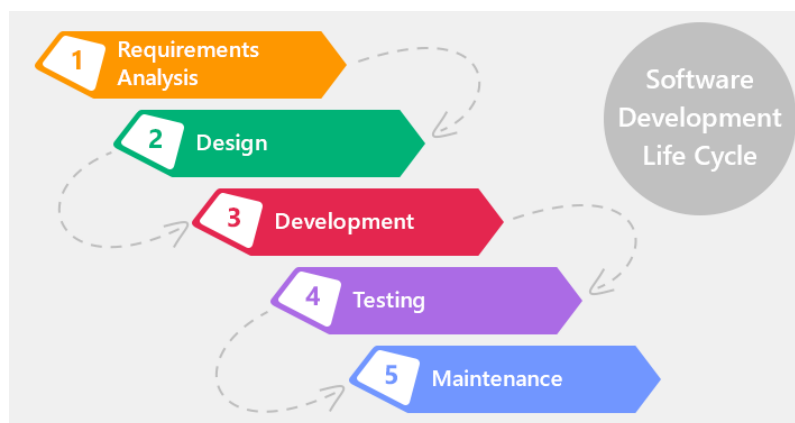 1
Requirements
Analysis
2
Design
3
Development
4
Testing
5
Maintenance
Software
Development
Life Cycle